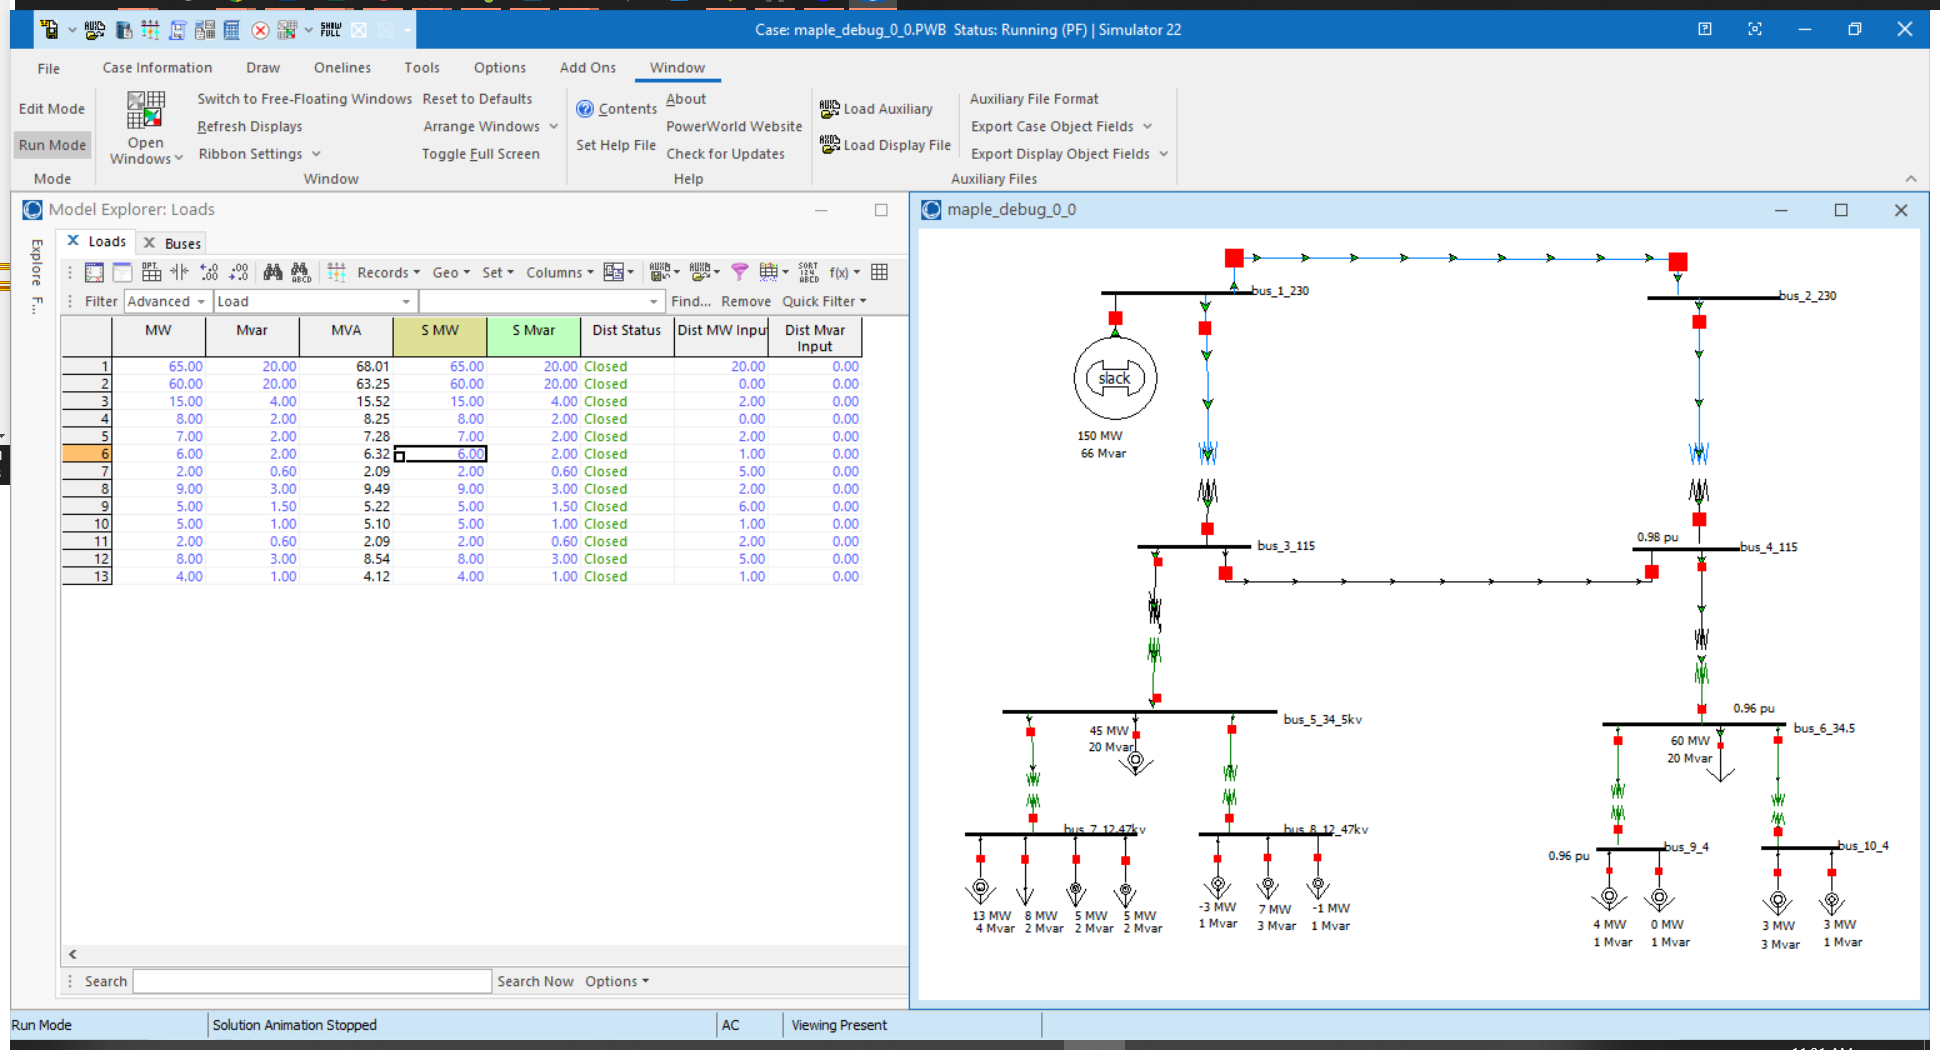 Case: maple_debug_0_0.PWB Status: Running (PF) | Simulator 22
File Case Information Draw Onelines Tools Options Add Ons Window
Edit Mode
Run Mode
Mode
Open Windows
Switch to Free-Floating Windows
Refresh Displays
Ribbon Settings
Reset to Defaults
Arrange Windows
Toggle Full Screen
Window
Contents
Set Help File
About
PowerWorld Website
Check for Updates
Help
Load Auxiliary
Load Display File
Auxiliary File Format
Export Case Object Fields
Export Display Object Fields
Auxiliary Files
Model Explorer: Loads
Explore
F...
Loads Buses
Records Geo Set Columns SORT 124 ABCD f(x)
Filter Advanced Load Find... Remove Quick Filter
MW Mvar MVA S MW S Mvar Dist Status Dist MW Input Dist Mvar Input
1 65.00 20.00 68.01 65.00 20.00 Closed 20.00 0.00
2 60.00 20.00 63.25 60.00 20.00 Closed 0.00 0.00
3 15.00 4.00 15.52 15.00 4.00 Closed 2.00 0.00
4 8.00 2.00 8.25 8.00 2.00 Closed 0.00 0.00
5 7.00 2.00 7.28 7.00 2.00 Closed 2.00 0.00
6 6.00 2.00 6.32 6.00 2.00 Closed 1.00 0.00
7 2.00 0.60 2.09 2.00 0.60 Closed 5.00 0.00
8 9.00 3.00 9.49 9.00 3.00 Closed 2.00 0.00
9 5.00 1.50 5.22 5.00 1.50 Closed 6.00 0.00
10 5.00 1.00 5.10 5.00 1.00 Closed 1.00 0.00
11 2.00 0.60 2.09 2.00 0.60 Closed 2.00 0.00
12 8.00 3.00 8.54 8.00 3.00 Closed 5.00 0.00
13 4.00 1.00 4.12 4.00 1.00 Closed 1.00 0.00
Search Search Now Options
maple_debug_0_0
bus_1_230
bus_2_230
slack
150 MW
66 Mvar
bus_3_115
0.98 pu
bus_4_115
bus_5_34_5kv
45 MW
20 Mvar
0.96 pu
bus_6_34.5
60 MW
20 Mvar
bus_7_12.47kv
bus_8_12_47kv
0.96 pu
bus_9_4
bus_10_4
13 MW 8 MW 5 MW 5 MW
4 Mvar 2 Mvar 2 Mvar 2 Mvar
-3 MW 7 MW -1 MW
1 Mvar 3 Mvar 1 Mvar
4 MW 0 MW
1 Mvar 1 Mvar
3 MW 3 MW
3 Mvar 1 Mvar
Run Mode Solution Animation Stopped AC Viewing Present